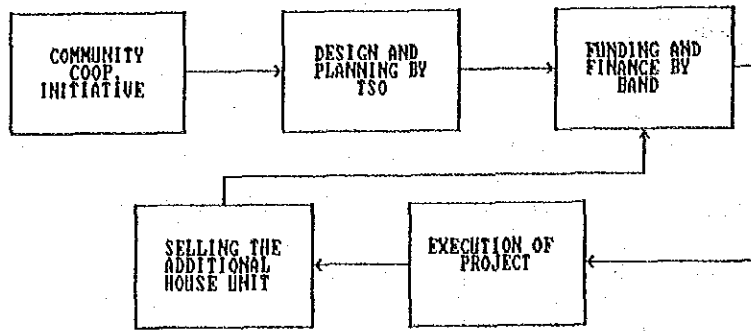 COMMUNITY
COOP.
INITIATIVE
DESIGN AND
PLANNING BY
TSO
FUNDING AND
FINANCE BY
BAND
SELLING THE
ADDITIONAL
HOUSE UNIT
EXECUTION OF
PROJECT